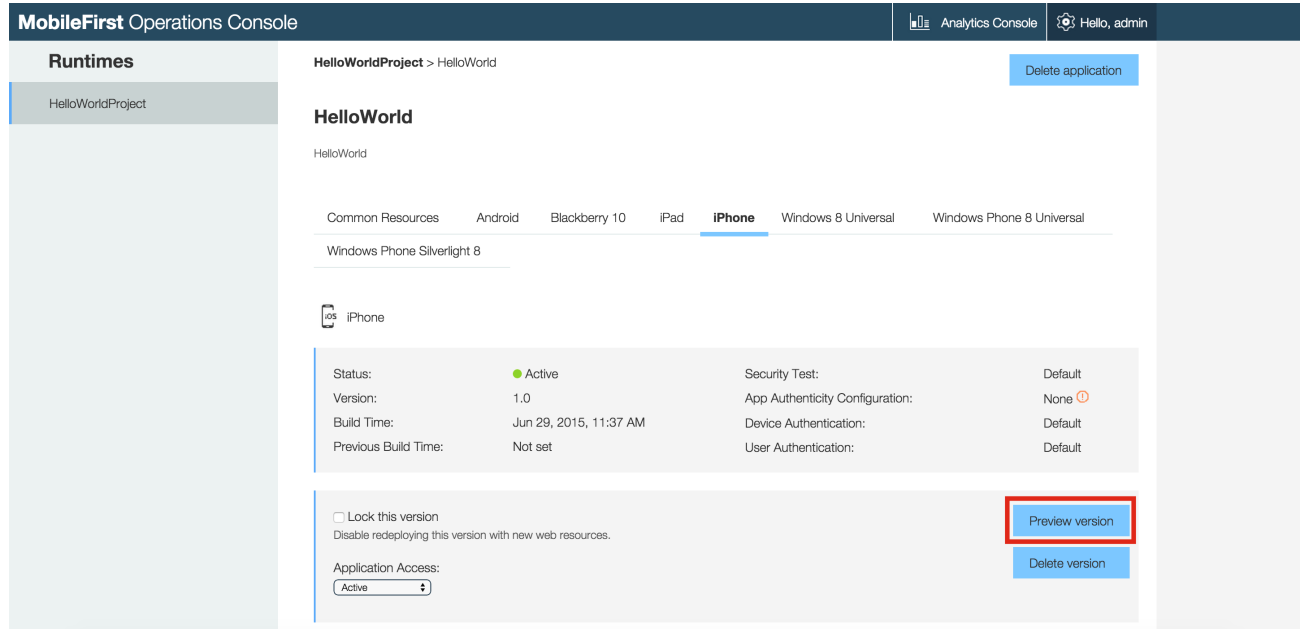 MobileFirst Operations Console
Analytics Console
Hello, admin
Runtimes
HelloWorldProject
HelloWorldProject > HelloWorld
Delete application
HelloWorld
HelloWorld
Common Resources Android Blackberry 10 iPad iPhone Windows 8 Universal Windows Phone 8 Universal
Windows Phone Silverlight 8
iOS iPhone
Status: Active Security Test: Default
Version: 1.0 App Authenticity Configuration: None
Build Time: Jun 29, 2015, 11:37 AM Device Authentication: Default
Previous Build Time: Not set User Authentication: Default
Lock this version
Disable redeploying this version with new web resources.
Preview version
Application Access:
Active
Delete version